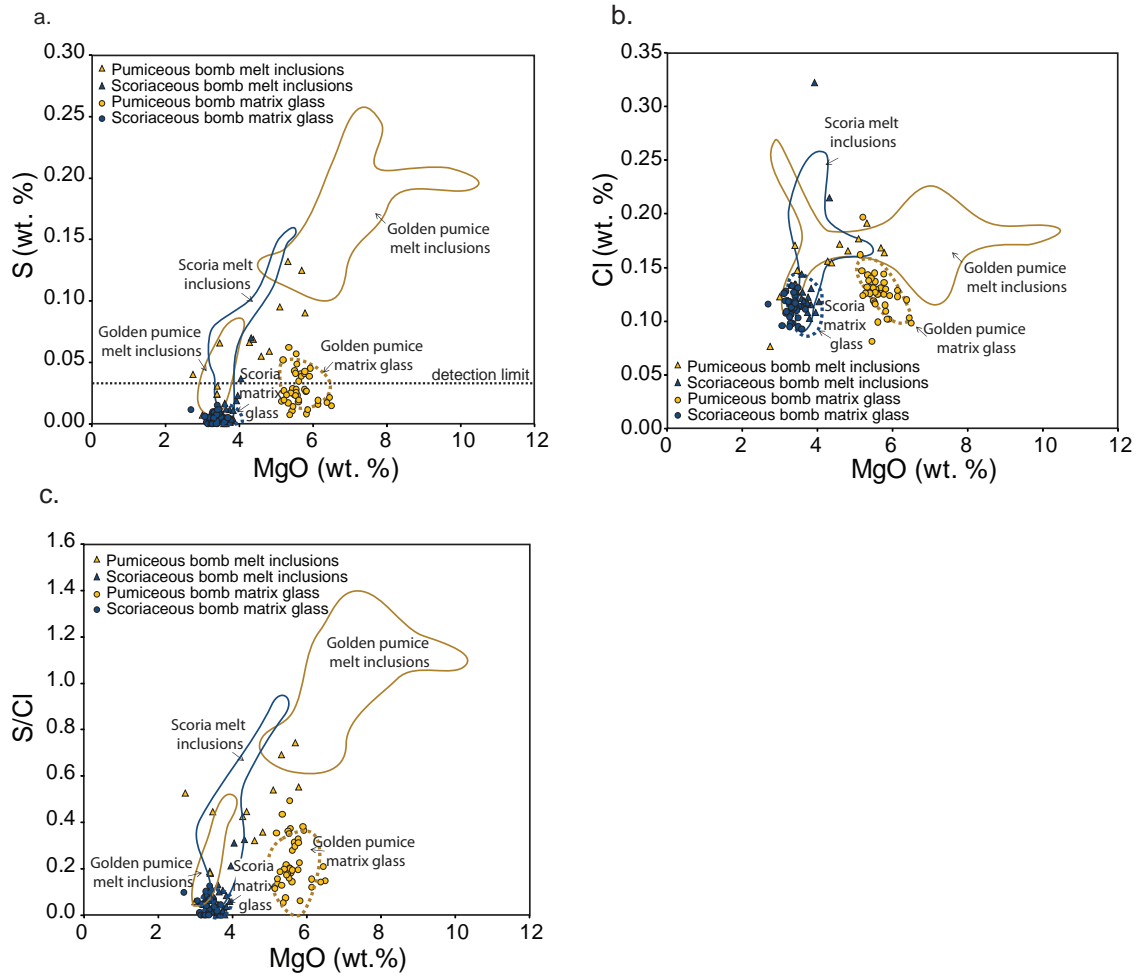 a.
0.30
0.25
0.20
0.15
0.10
0.05
0.00
S (wt. %)
Pumiceous bomb melt inclusions
Scoriaceous bomb melt inclusions
Pumiceous bomb matrix glass
Scoriaceous bomb matrix glass
Golden pumice
melt inclusions
Scoria melt
inclusions
Golden pumice
melt inclusions
Golden pumice
matrix glass
detection limit
Scoria
matrix
glass
0 2 4 6 8 10 12
MgO (wt. %)
b.
0.40
0.35
0.30
0.25
0.20
0.15
0.10
0.05
0.00
Cl (wt. %)
Scoria melt
inclusions
Golden pumice
melt inclusions
Scoria
matrix
glass
Golden pumice
matrix glass
Pumiceous bomb melt inclusions
Scoriaceous bomb melt inclusions
Pumiceous bomb matrix glass
Scoriaceous bomb matrix glass
0 2 4 6 8 10 12
MgO (wt. %)
c.
1.6
1.4
1.2
1.0
0.8
0.6
0.4
0.2
0.0
S/Cl
Pumiceous bomb melt inclusions
Scoriaceous bomb melt inclusions
Pumiceous bomb matrix glass
Scoriaceous bomb matrix glass
Golden pumice
melt inclusions
Scoria melt
inclusions
Golden pumice
matrix glass
Golden pumice
melt inclusions
Scoria
matrix
glass
0 2 4 6 8 10 12
MgO (wt.%)